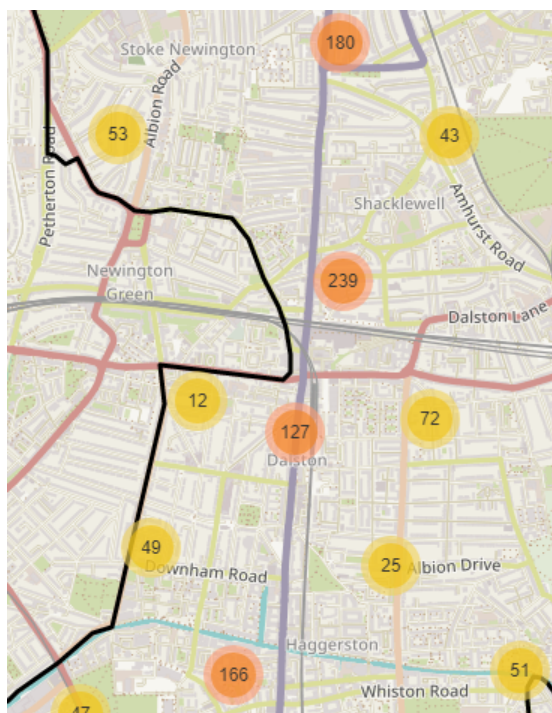 180
Stoke Newington
Albion Road
53
43
Petherton Road
Shacklewell
Amhurst Road
Newington
Green
239
Dalston Lane
12
72
127
Dalston
49
25
Downham Road
Albion Drive
Haggerston
166
51
Whiston Road
47